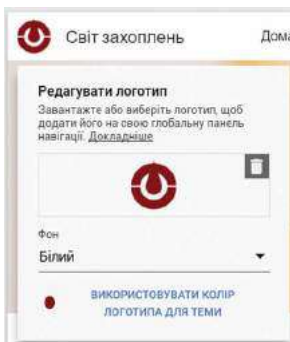 Світ захоплень Дома
Редагувати логотип
Завантажте або виберіть логотип, щоб
додати його на свою глобальну панель
навігації. Докладніше
Фон
Білий
ВИКОРИСТОВУВАТИ КОЛІР
ЛОГОТИПА ДЛЯ ТЕМИ